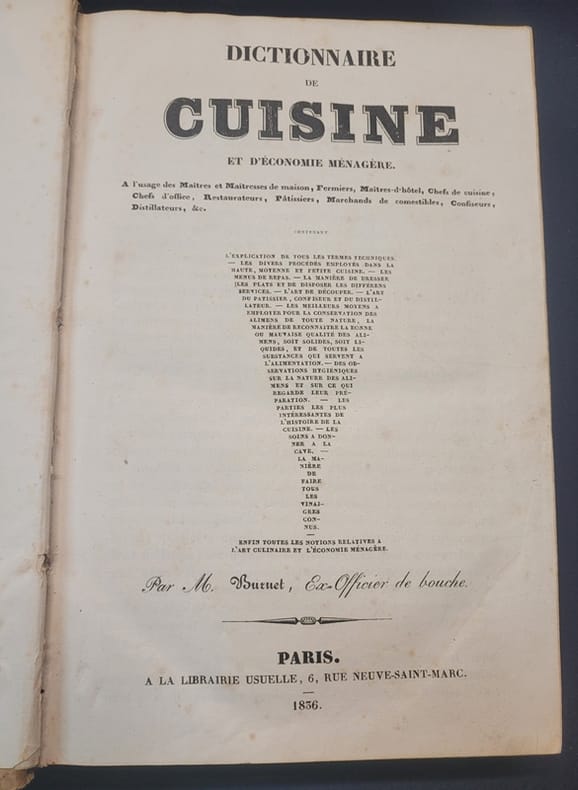 DICTIONNAIRE
DE
CUISINE
ET D'ÉCONOMIE MÉNAGÈRE.
A l'usage des Maîtres et Maîtresses de maison, Fermiers, Maîtres-d'hôtel, Chefs de cuisine,
Chefs d'office, Restaurateurs, Pâtissiers, Marchands de comestibles, Confiseurs,
Distillateurs, &c.
CONTENANT
L'EXPLICATION DE TOUS LES TERMES TECHNIQUES.
— LES DIVERS PROCÉDÉS EMPLOYÉS DANS LA
HAUTE, MOYENNE ET PETITE CUISINE. — LES
MENUS DE REPAS. — LA MANIÈRE DE DRESSER
LES PLATS ET DE DISPOSER LES DIFFÉRENS
SERVICES. — L'ART DE DÉCOUPER. — L'ART
DU PATISSIER, CONFISEUR ET DU DISTIL-
LATEUR. — LES MEILLEURS MOYENS A
EMPLOYER POUR LA CONSERVATION DES
ALIMENS DE TOUTE NATURE, LA
MANIÈRE DE RECONNAITRE LA BONNE
OU MAUVAISE QUALITÉ DES ALI-
MENS, SOIT SOLIDES, SOIT LI-
QUIDES, ET DE TOUTES LES
SUBSTANCES QUI SERVENT A
L'ALIMENTATION. — DES OB-
SERVATIONS HYGIÉNIQUES
SUR LA NATURE DES ALI-
MENS ET SUR CE QUI
REGARDE LEUR PRÉ-
PARATION. — LES
PARTIES LES PLUS
INTÉRESSANTES DE
L'HISTOIRE DE LA
CUISINE. — LES
SOINS A DON-
NER A LA
CAVE, —
LA MA-
NIÈRE
DE
FAIRE
TOUS
LES
VINAI-
GRES
CON-
NUS.
—
ENFIN TOUTES LES NOTIONS RELATIVES A
L'ART CULINAIRE ET L'ÉCONOMIE MÉNAGÈRE.
Par M. Burnet, Ex-Officier de bouche.
PARIS.
A LA LIBRAIRIE USUELLE, 6, RUE NEUVE-SAINT-MARC.
—
1836.